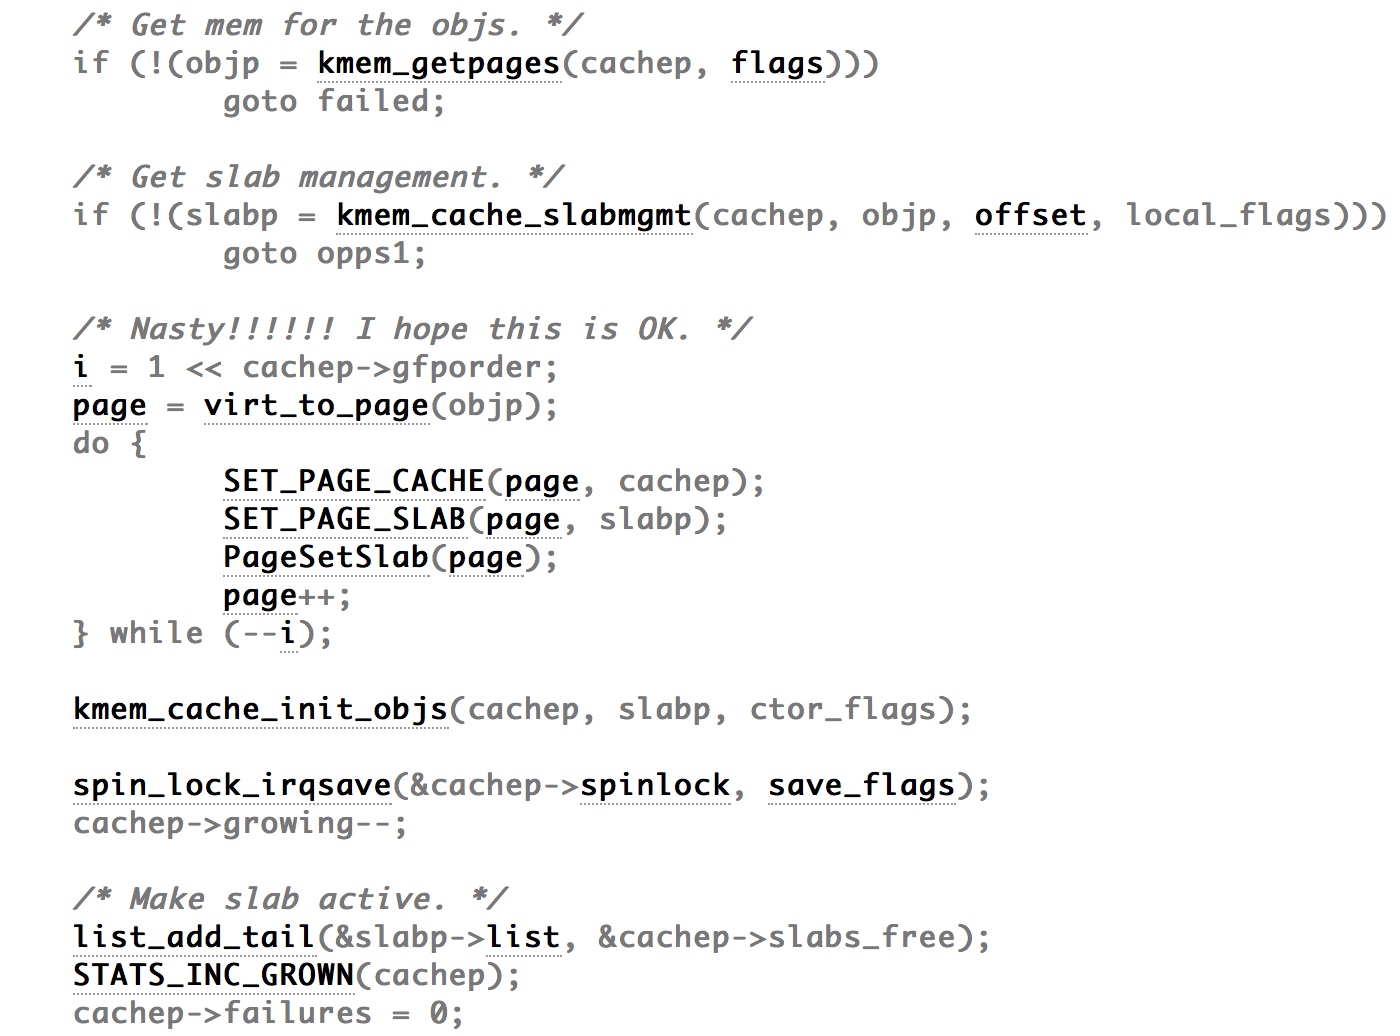 /* Get mem for the objs. */
if (!(objp = kmem_getpages(cachep, flags)))
        goto failed;

/* Get slab management. */
if (!(slabp = kmem_cache_slabmgmt(cachep, objp, offset, local_flags)))
        goto opps1;

/* Nasty!!!!!! I hope this is OK. */
i = 1 << cachep->gfporder;
page = virt_to_page(objp);
do {
        SET_PAGE_CACHE(page, cachep);
        SET_PAGE_SLAB(page, slabp);
        PageSetSlab(page);
        page++;
} while (--i);

kmem_cache_init_objs(cachep, slabp, ctor_flags);

spin_lock_irqsave(&cachep->spinlock, save_flags);
cachep->growing--;

/* Make slab active. */
list_add_tail(&slabp->list, &cachep->slabs_free);
STATS_INC_GROWN(cachep);
cachep->failures = 0;